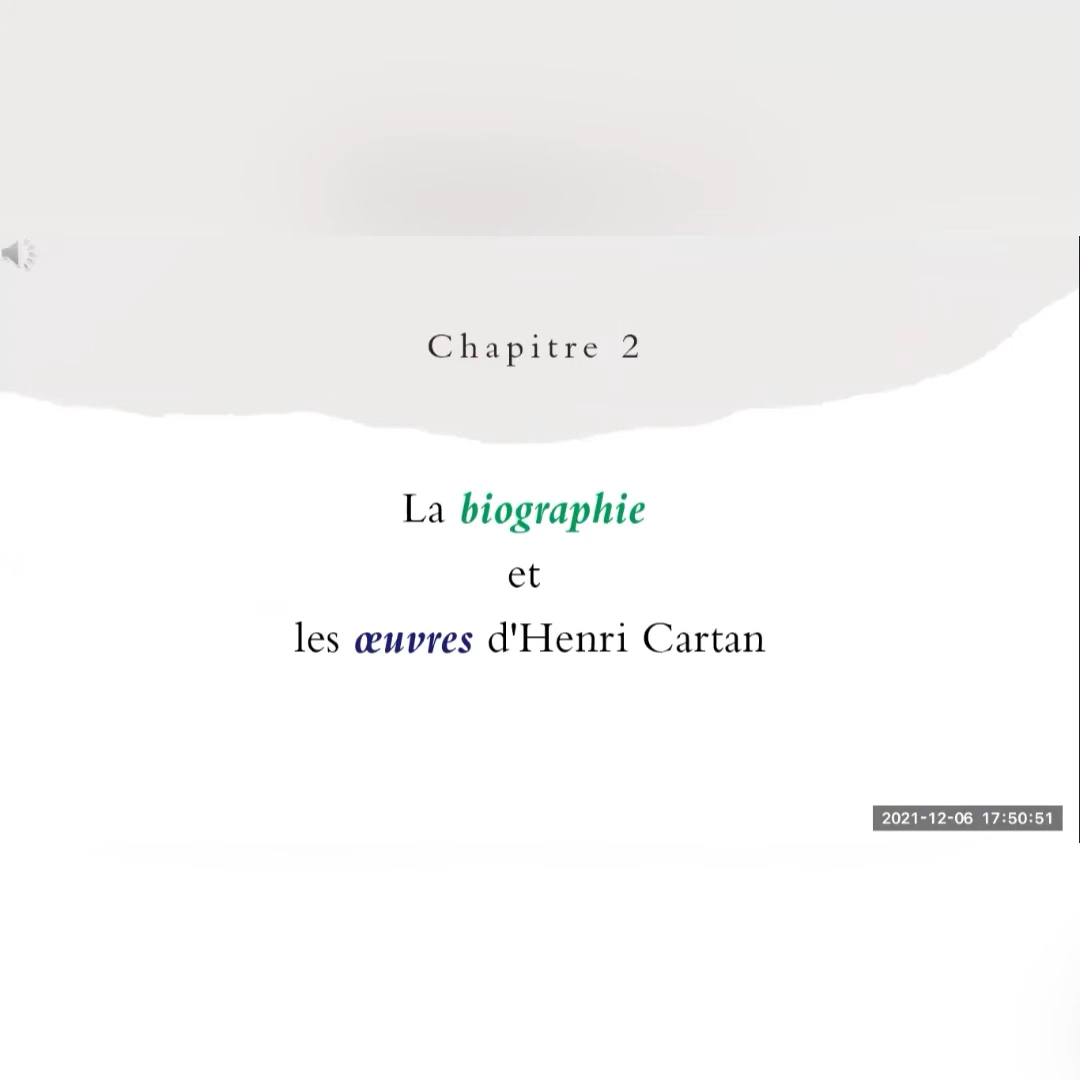 Chapitre 2
La biographie
et
les œuvres d'Henri Cartan
2021-12-06 17:50:51